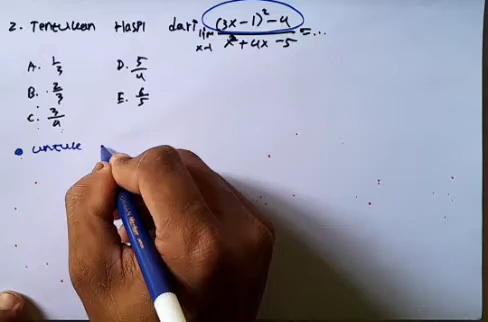 2. Tentukan Hasil dari lim x→1 (3x - 1)² - 4 / x² + 4x - 5 = ...
A. 1/3 D. 5/4
B. 2/3 E. 6/5
C. 3/4
• untuk